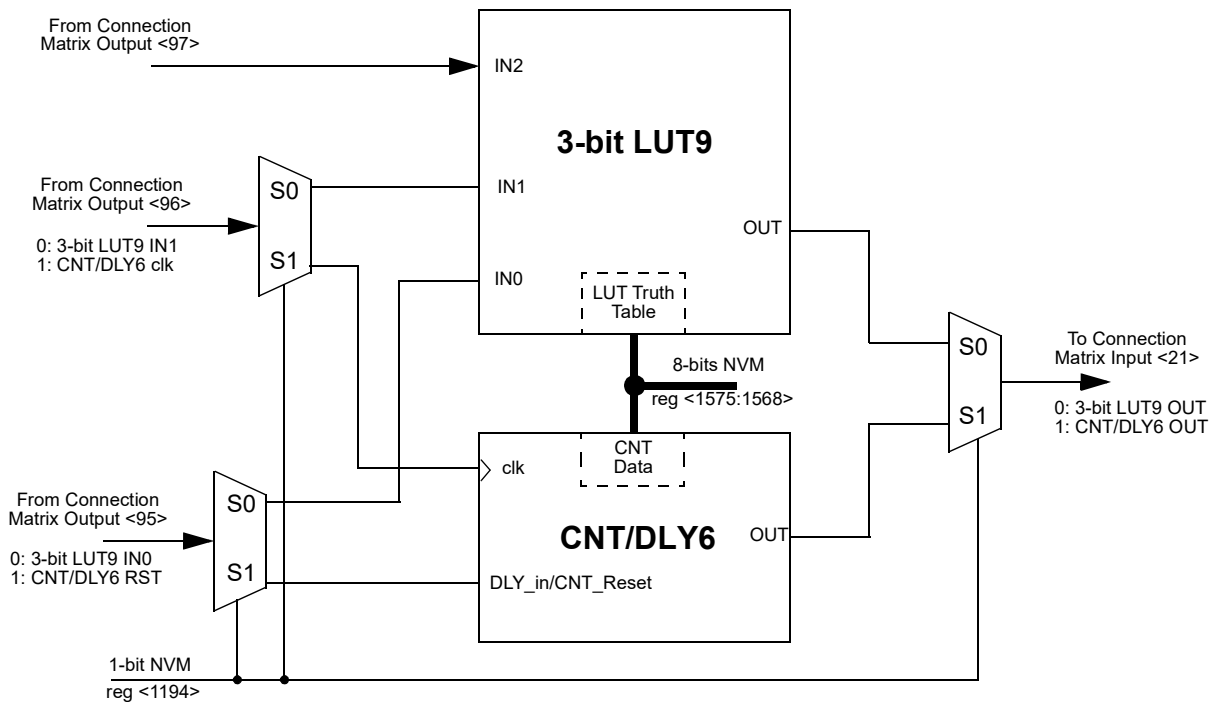 From Connection
Matrix Output <97>
IN2
3-bit LUT9
From Connection
Matrix Output <96>
0: 3-bit LUT9 IN1
1: CNT/DLY6 clk
S0
S1
IN1
IN0
OUT
LUT Truth
Table
8-bits NVM
reg <1575:1568>
S0
S1
To Connection
Matrix Input <21>
0: 3-bit LUT9 OUT
1: CNT/DLY6 OUT
CNT
Data
clk
CNT/DLY6
OUT
DLY_in/CNT_Reset
From Connection
Matrix Output <95>
0: 3-bit LUT9 IN0
1: CNT/DLY6 RST
S0
S1
1-bit NVM
reg <1194>